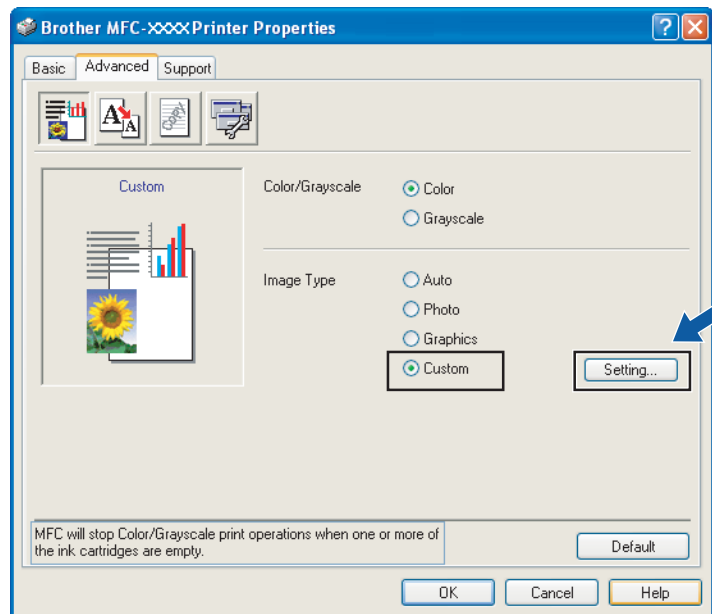 Brother MFC-XXXX Printer Properties
Basic Advanced Support
Custom
Color/Grayscale
Color
Grayscale
Image Type
Auto
Photo
Graphics
Custom
Setting...
MFC will stop Color/Grayscale print operations when one or more of
the ink cartridges are empty.
Default
OK Cancel Help